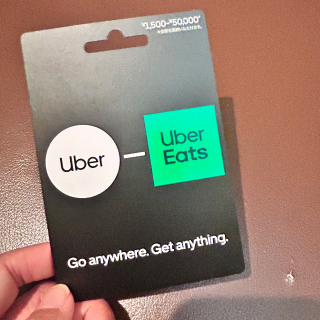 ¥1,500~¥50,000*
Uber
Uber
Eats
Go anywhere. Get anything.